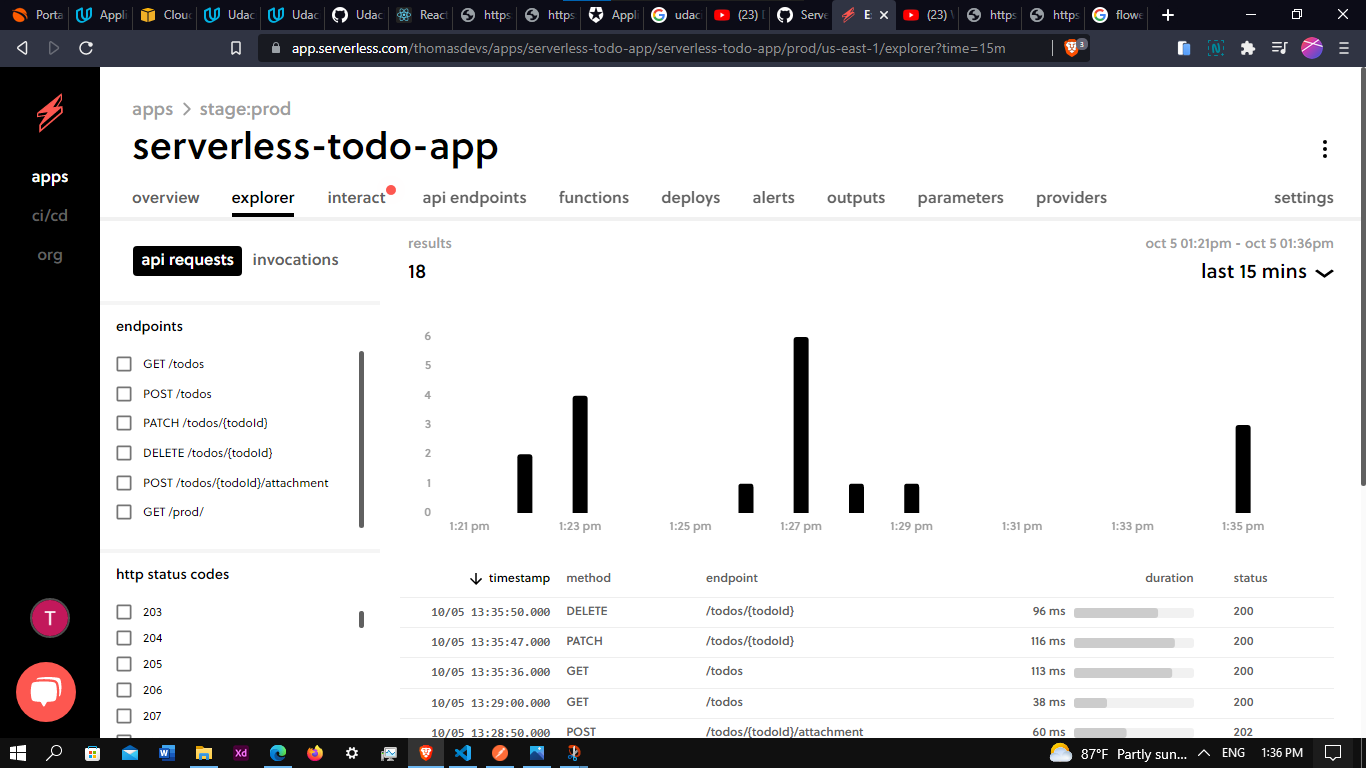 Porta Appli Clouc Udac Udac Udac React https https Appli udac (23) Serve E (23) https https flowe
app.serverless.com/thomasdevs/apps/serverless-todo-app/serverless-todo-app/prod/us-east-1/explorer?time=15m 3
apps > stage:prod
serverless-todo-app
apps
ci/cd
org
T
overview explorer interact api endpoints functions deploys alerts outputs parameters providers settings
api requests invocations
endpoints
GET /todos
POST /todos
PATCH /todos/{todoId}
DELETE /todos/{todoId}
POST /todos/{todoId}/attachment
GET /prod/
http status codes
203
204
205
206
207
results
18
oct 5 01:21pm - oct 5 01:36pm
last 15 mins
6
5
4
3
2
1
0
1:21 pm 1:23 pm 1:25 pm 1:27 pm 1:29 pm 1:31 pm 1:33 pm 1:35 pm
timestamp method endpoint duration status
10/05 13:35:50.000 DELETE /todos/{todoId} 96 ms 200
10/05 13:35:47.000 PATCH /todos/{todoId} 116 ms 200
10/05 13:35:36.000 GET /todos 113 ms 200
10/05 13:29:00.000 GET /todos 38 ms 200
10/05 13:28:50.000 POST /todos/{todoId}/attachment 60 ms 202
W Xd 87°F Partly sun... ENG 1:36 PM